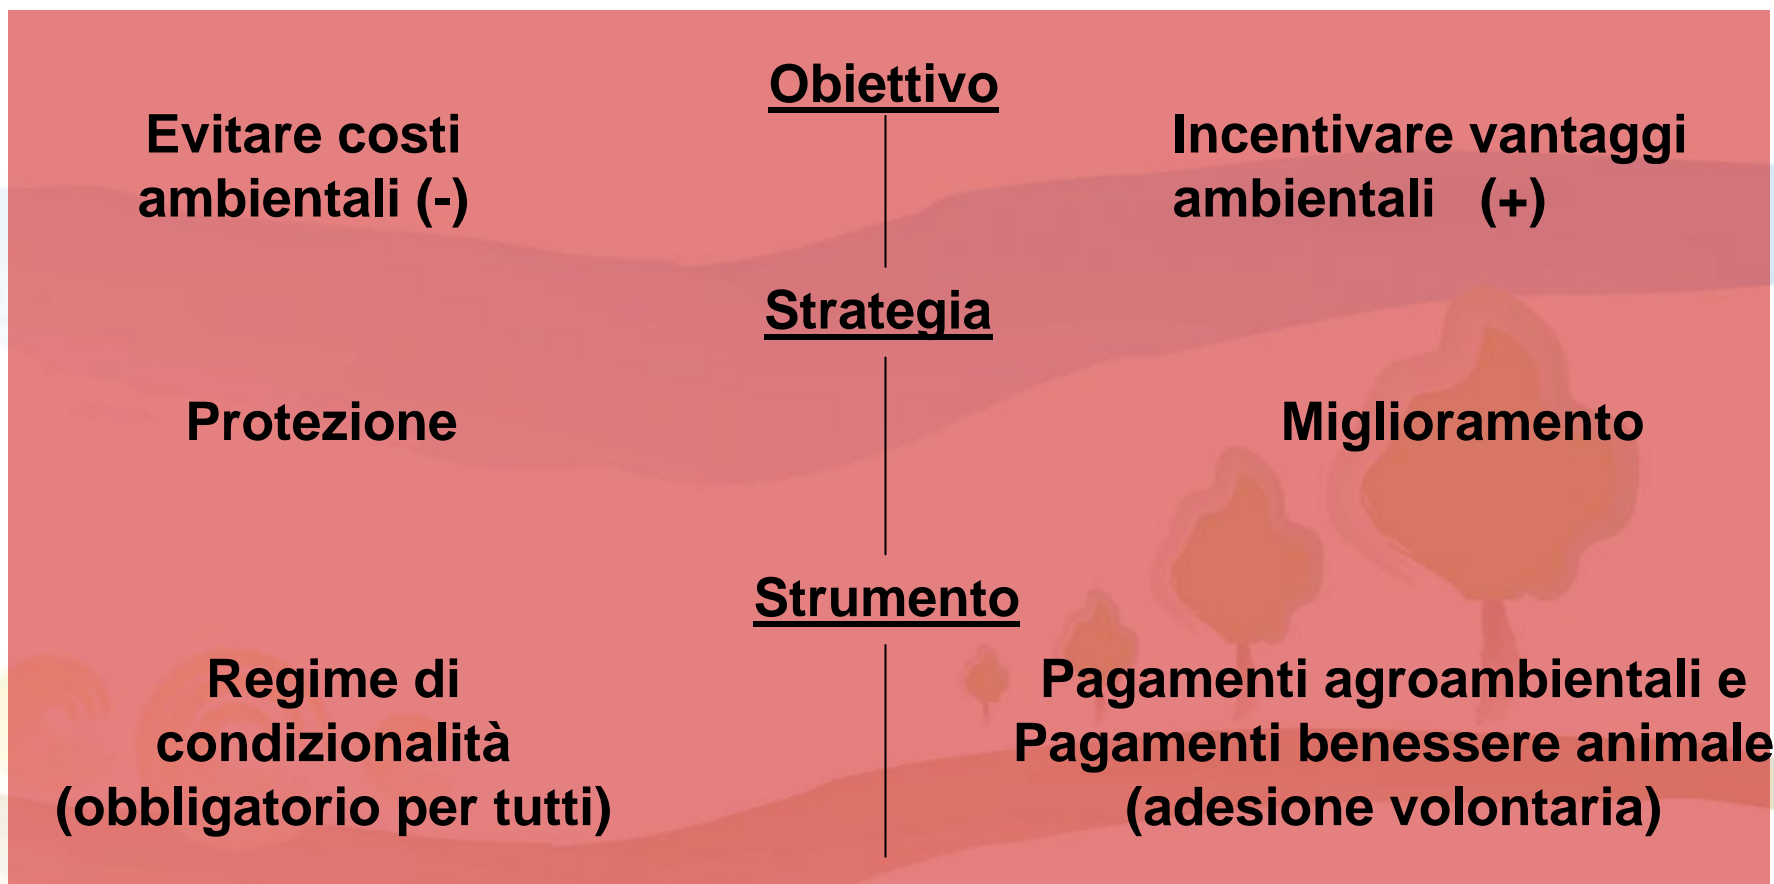 Obiettivo
Evitare costi
ambientali (-)
Incentivare vantaggi
ambientali (+)
Strategia
Protezione
Miglioramento
Strumento
Regime di
condizionalità
(obbligatorio per tutti)
Pagamenti agroambientali e
Pagamenti benessere animale
(adesione volontaria)